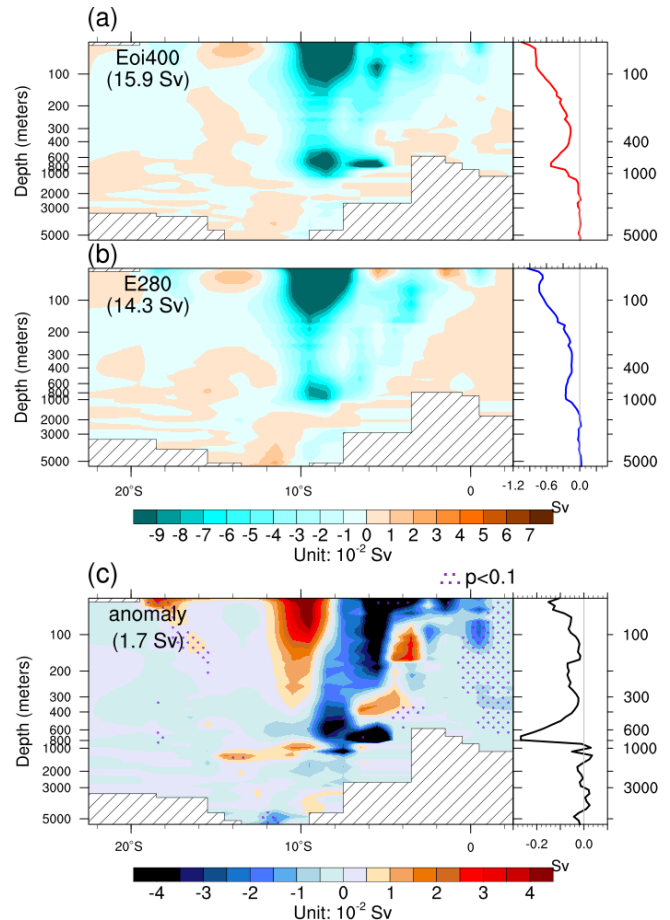 (a)
Eoi400
(15.9 Sv)
Depth (meters)
100
200
300
400
600
800
1000
2000
3000
5000
100
400
1000
5000
(b)
E280
(14.3 Sv)
Depth (meters)
100
200
300
400
600
800
1000
2000
3000
5000
100
200
400
1000
5000
20°S
10°S
0
-1.2
-0.6
0.0
Sv
-9 -7 -6 -5 -4 -3 -2 -1 0 1 2 3 4 5 6 7
Unit: 10-2 Sv
(c)
p<0.1
anomaly
(1.7 Sv)
Depth (meters)
100
200
300
400
600
800
1000
2000
3000
5000
100
300
600
1000
3000
20°S
10°S
0
-0.2
0.0
Sv
-4 -3 -2 -1 0 1 2 3 4
Unit: 10-2 Sv